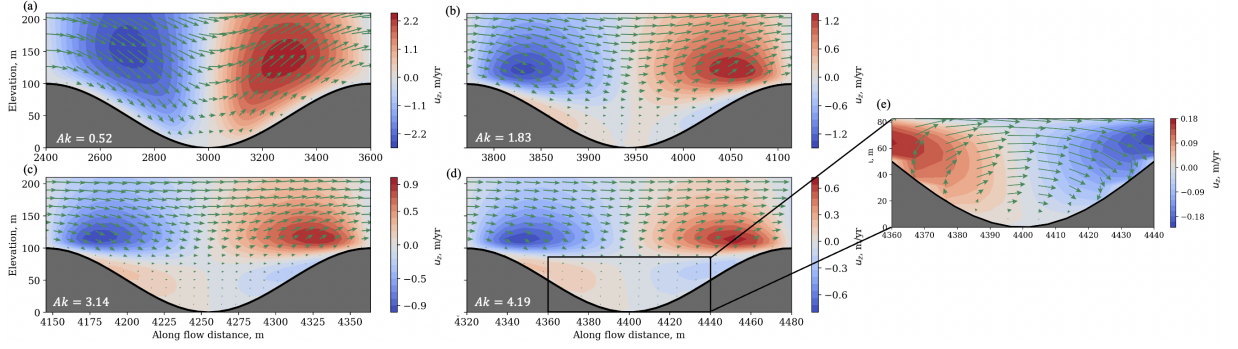 (a)
Elevation, m
200
150
100
50
0
2400 2600 2800 3000 3200 3400 3600
Ak = 0.52
2.2
1.1
0.0
−1.1
−2.2
u_z, m/yr
(b)
3800 3850 3900 3950 4000 4050 4100
Ak = 1.83
1.2
0.6
0.0
−0.6
−1.2
u_z, m/yr
(c)
Elevation, m
200
150
100
50
0
4150 4175 4200 4225 4250 4275 4300 4325 4350
Along flow distance, m
Ak = 3.14
0.9
0.6
0.3
0.0
−0.3
−0.6
−0.9
u_z, m/yr
(d)
4320 4340 4360 4380 4400 4420 4440 4460 4480
Along flow distance, m
Ak = 4.19
0.6
0.3
0.0
−0.3
−0.6
u_z, m/yr
(e)
80
60
40
20
0
, m
4360 4370 4380 4390 4400 4410 4420 4430 4440
0.18
0.09
0.00
−0.09
−0.18
u_z, m/yr